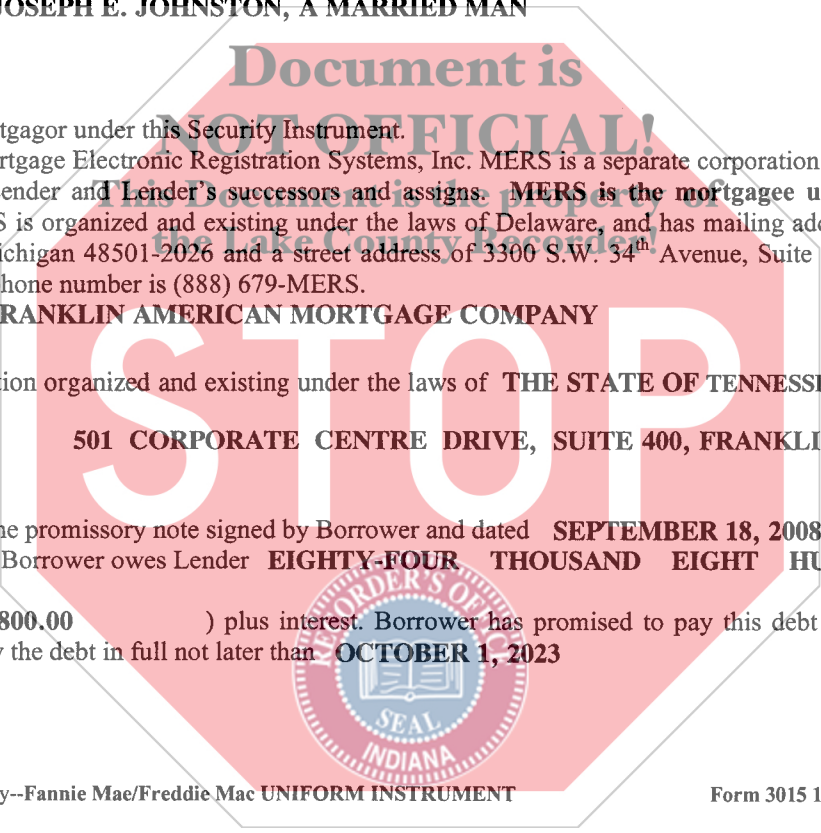 JOSEPH E. JOHNSTON, A MARRIED MAN
Document is
NOT OFFICIAL!
tgagor under this Security Instrument.
rtgage Electronic Registration Systems, Inc. MERS is a separate corporation
ender and Lender's successors and assigns. MERS is the mortgagee u
This Document is the property of
S is organized and existing under the laws of Delaware, and has mailing add
the Lake County Recorder!
ichigan 48501-2026 and a street address of 3300 S.W. 34th Avenue, Suite
hone number is (888) 679-MERS.
RANKLIN AMERICAN MORTGAGE COMPANY
STOP
tion organized and existing under the laws of THE STATE OF TENNESSE
501 CORPORATE CENTRE DRIVE, SUITE 400, FRANKLI
he promissory note signed by Borrower and dated SEPTEMBER 18, 2008
Borrower owes Lender EIGHTY-FOUR THOUSAND EIGHT HU
800.00 ) plus interest. Borrower has promised to pay this debt
y the debt in full not later than OCTOBER 1, 2023
RECORDER'S OFFICE
SEAL
INDIANA
y--Fannie Mae/Freddie Mac UNIFORM INSTRUMENT Form 3015 1